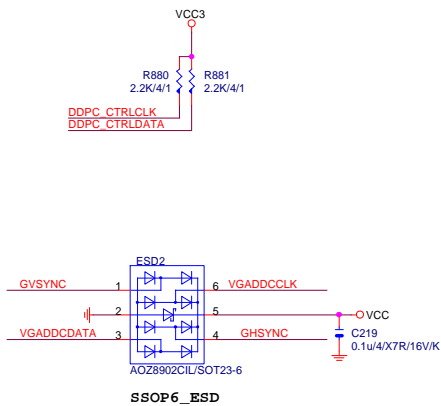 VCC3
R880 R881
2.2K/4/1 2.2K/4/1
DDPC_CTRLCLK
DDPC_CTRLDATA
ESD2
GVSYNC 1 6 VGADDCCLK
2 5 VCC
VGADDCDATA 3 4 GHSYNC
C219
0.1u/4/X7R/16V/K
AOZ8902CIL/SOT23-6
SSOP6_ESD